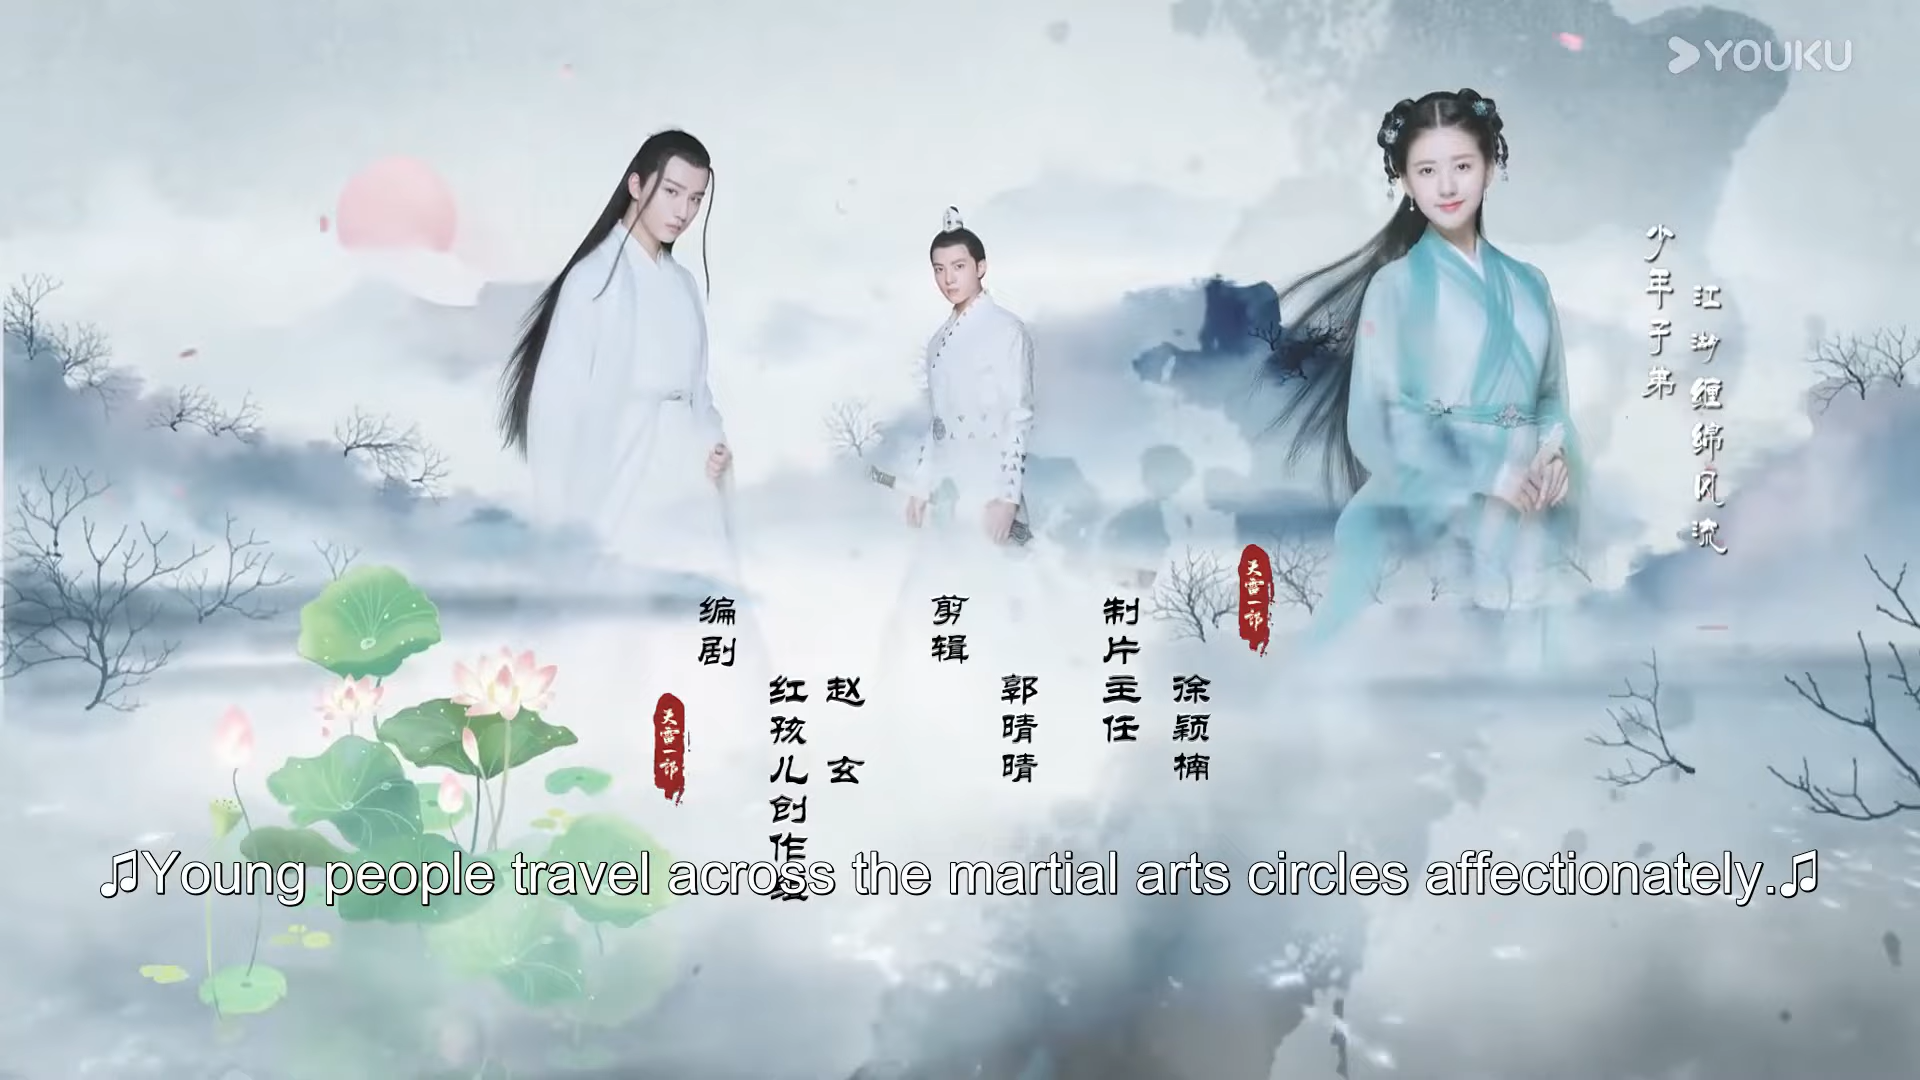 YOUKU
少年子弟
江湖缠绵风流
天雷一部
制片主任
徐颖楠
剪辑
郭晴晴
编剧
赵玄
红孩儿创作组
天雷一部
♫Young people travel across the martial arts circles affectionately.♫